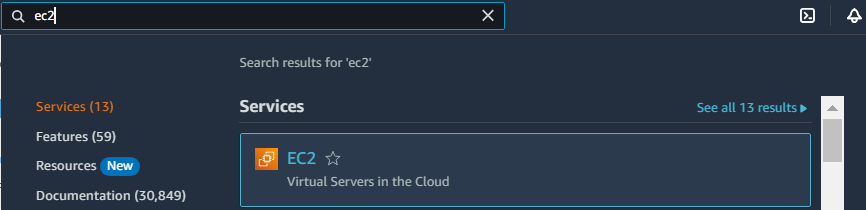 ec2
Search results for 'ec2'
Services (13)
Features (59)
Resources New
Documentation (30,849)
Services
See all 13 results
EC2
Virtual Servers in the Cloud